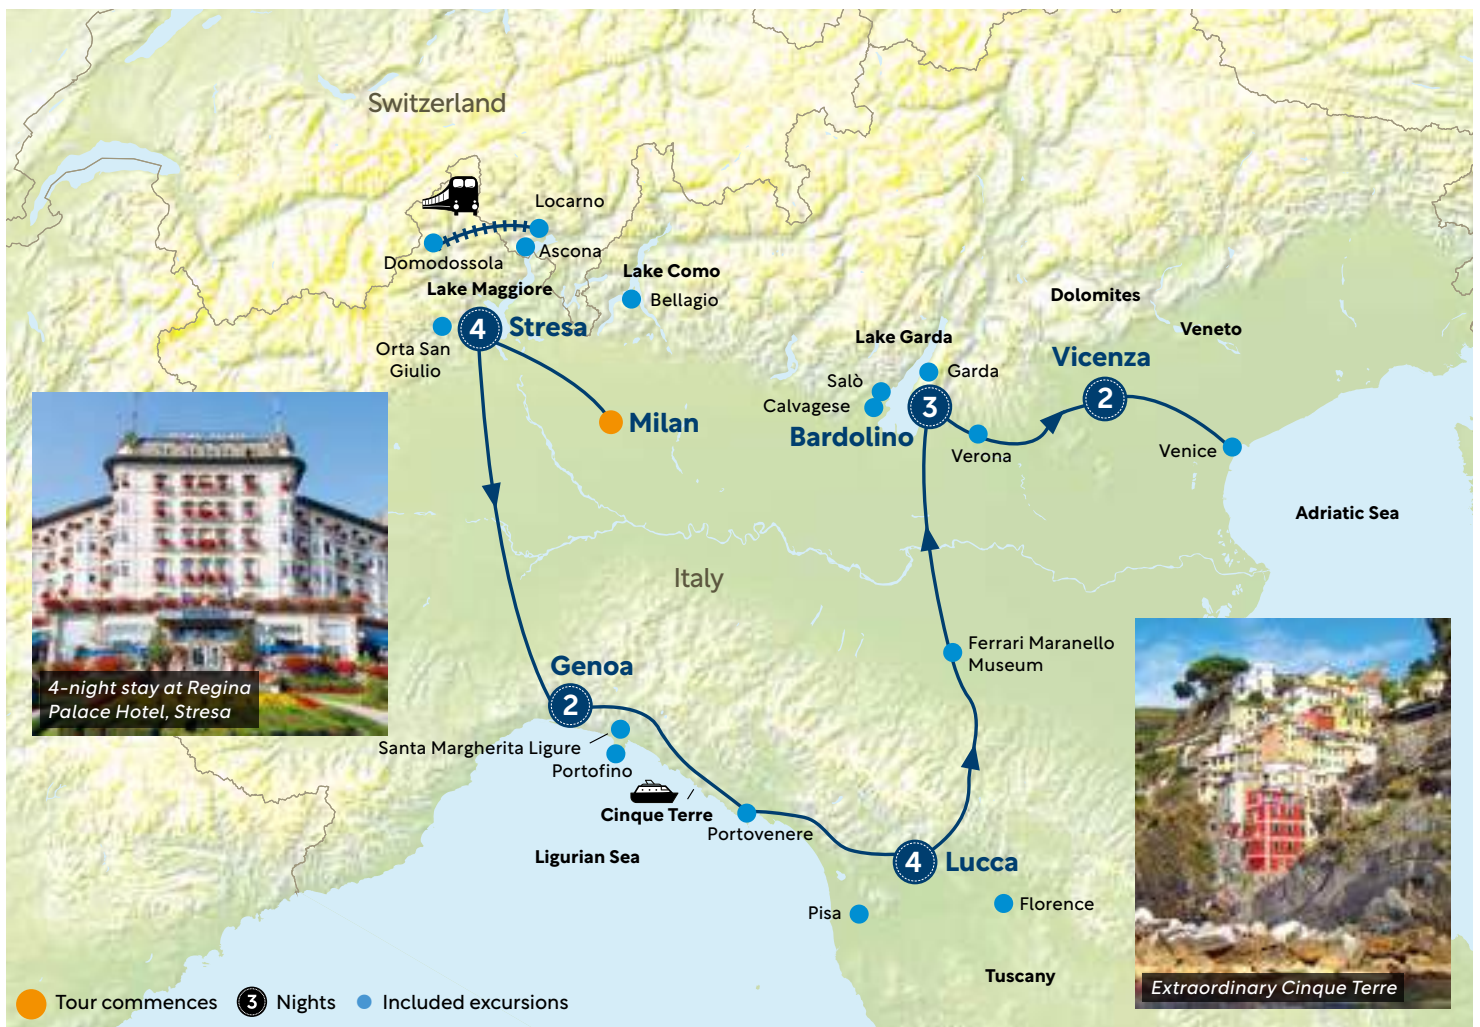 Switzerland
Locarno
Domodossola
Ascona
Lake Maggiore
Lake Como
Bellagio
4
Stresa
Orta San
Giulio
Milan
Dolomites
Veneto
Lake Garda
Vicenza
Garda
Salò
Calvagese
3
2
Bardolino
Verona
Venice
Adriatic Sea
Italy
4-night stay at Regina
Palace Hotel, Stresa
Genoa
2
Santa Margherita Ligure
Portofino
Cinque Terre
Portovenere
Ligurian Sea
Ferrari Maranello
Museum
4
Lucca
Pisa
Florence
Tuscany
Extraordinary Cinque Terre
Tour commences
3
Nights
Included excursions